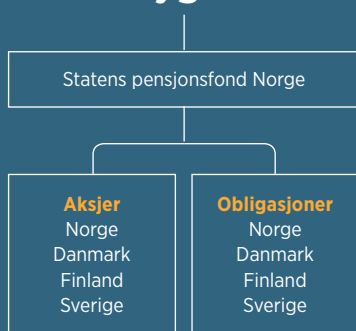 Statens pensjonsfond Norge
Aksjer
Norge
Danmark
Finland
Sverige
Obligasjoner
Norge
Danmark
Finland
Sverige